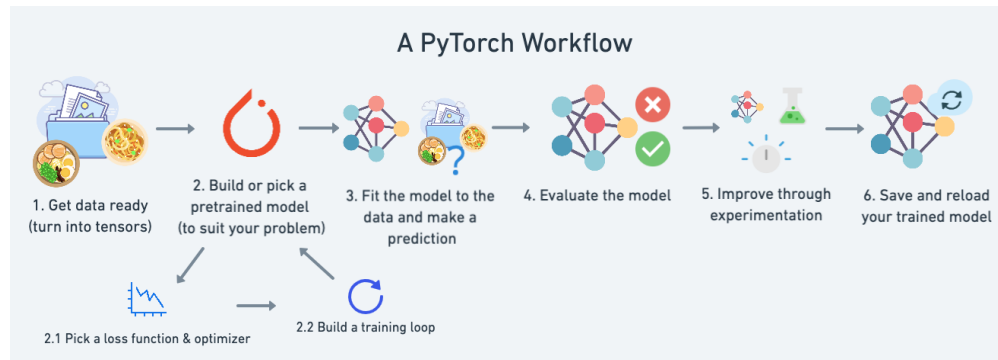 A PyTorch Workflow
1. Get data ready
(turn into tensors)
2. Build or pick a
pretrained model
(to suit your problem)
3. Fit the model to the
data and make a
prediction
4. Evaluate the model
5. Improve through
experimentation
6. Save and reload
your trained model
2.1 Pick a loss function & optimizer
2.2 Build a training loop